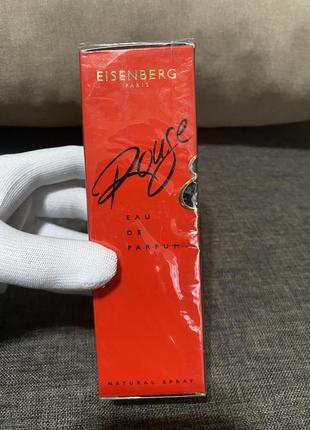 EISENBERG
PARIS
Rouge
EAU
DE
PARFUM
NATURAL SPRAY